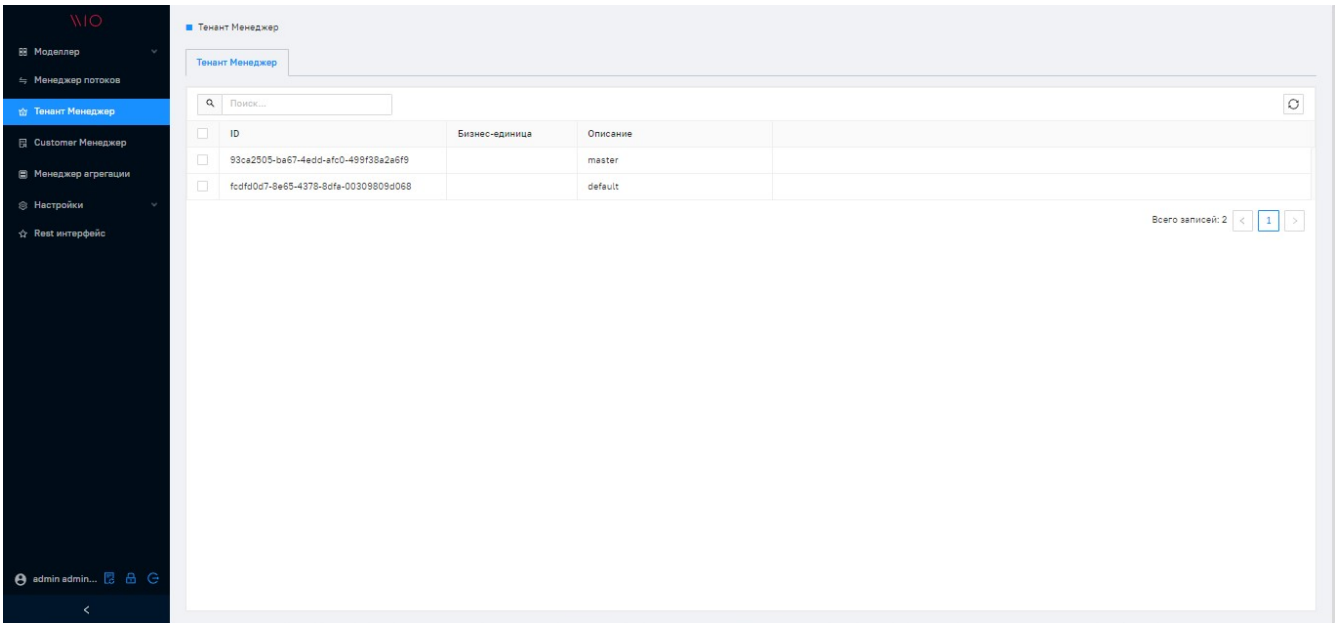 WIO
Моделлер
Менеджер потоков
Тенант Менеджер
Customer Менеджер
Менеджер агрегации
Настройки
Rest интерфейс
admin admin...
Тенант Менеджер
Тенант Менеджер
Поиск...
ID Бизнес-единица Описание
93ca2505-ba67-4edd-afc0-499f38a2a6f9 master
fcdfd0d7-8e65-4378-8dfa-00309809d068 default
Всего записей: 2 < 1 >